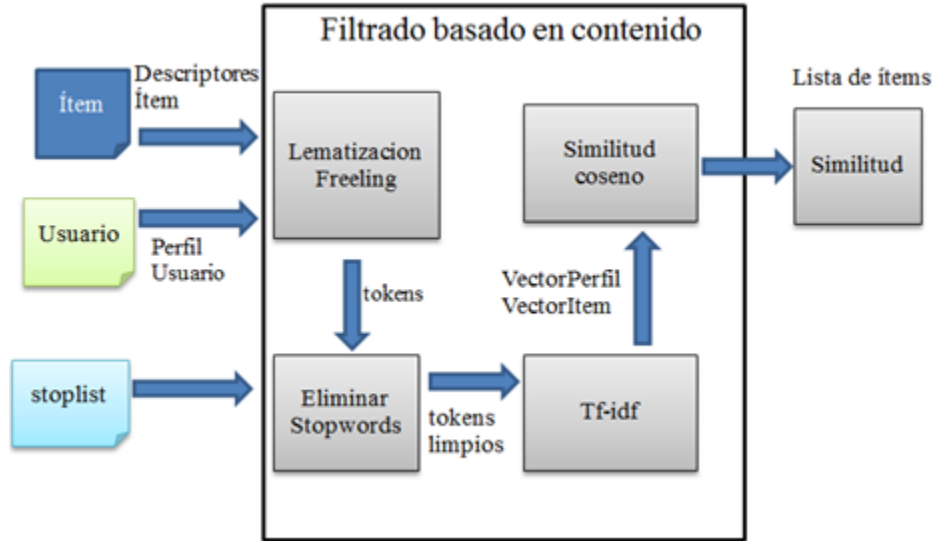 Filtrado basado en contenido
Ítem
Descriptores
Ítem
Lematizacion
Freeling
Similitud
coseno
Lista de ítems
Similitud
Usuario
Perfil
Usuario
tokens
VectorPerfil
VectorItem
stoplist
Eliminar
Stopwords
tokens
limpios
Tf-idf